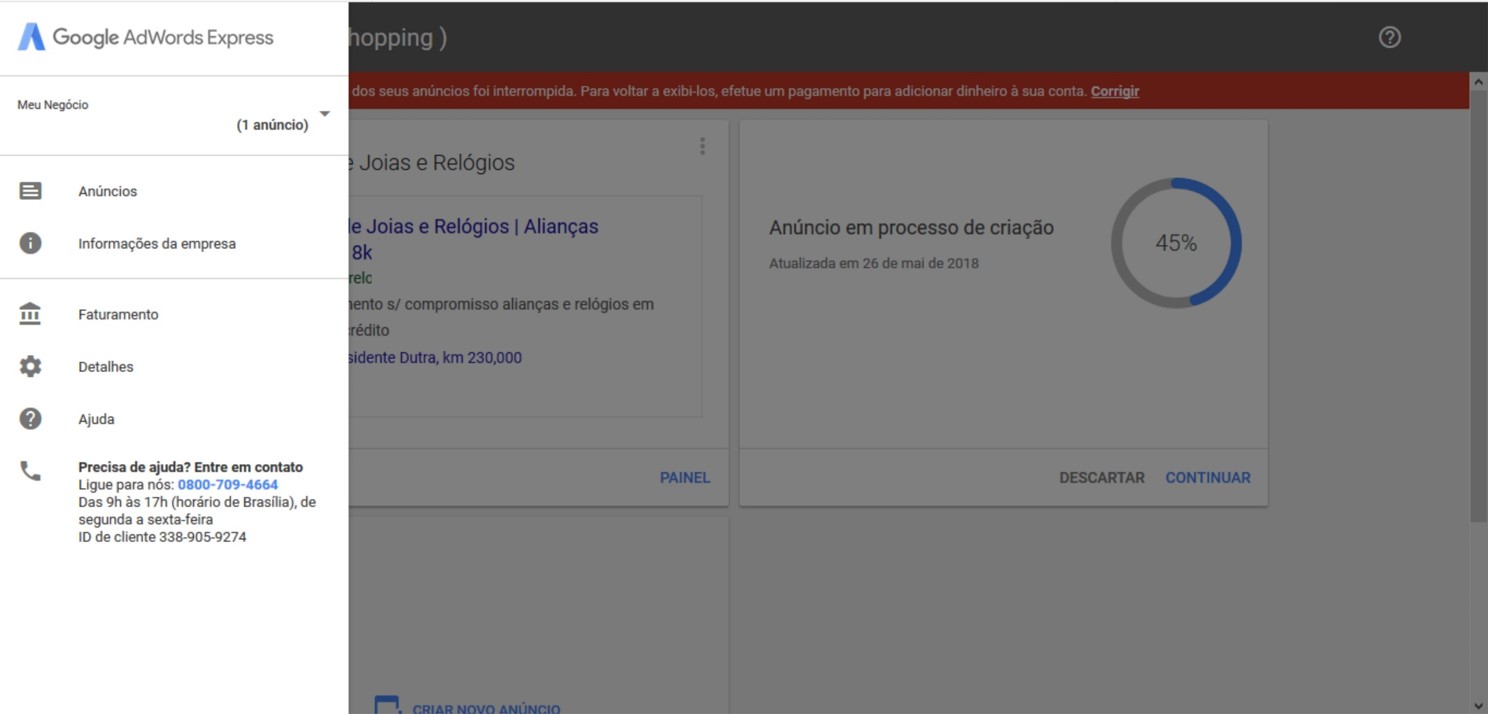 Google AdWords Express
Meu Negócio
(1 anúncio)
Anúncios
Informações da empresa
Faturamento
Detalhes
Ajuda
Precisa de ajuda? Entre em contato
Ligue para nós: 0800-709-4664
Das 9h às 17h (horário de Brasília), de
segunda a sexta-feira
ID de cliente 338-905-9274
hopping )
dos seus anúncios foi interrompida. Para voltar a exibi-los, efetue um pagamento para adicionar dinheiro à sua conta. Corrigir
e Joias e Relógios
de Joias e Relógios | Alianças
8k
relc
mento s/ compromisso alianças e relógios em
crédito
sidente Dutra, km 230,000
PAINEL
Anúncio em processo de criação
Atualizada em 26 de mai de 2018
45%
DESCARTAR CONTINUAR
CRIAR NOVO ANÚNCIO